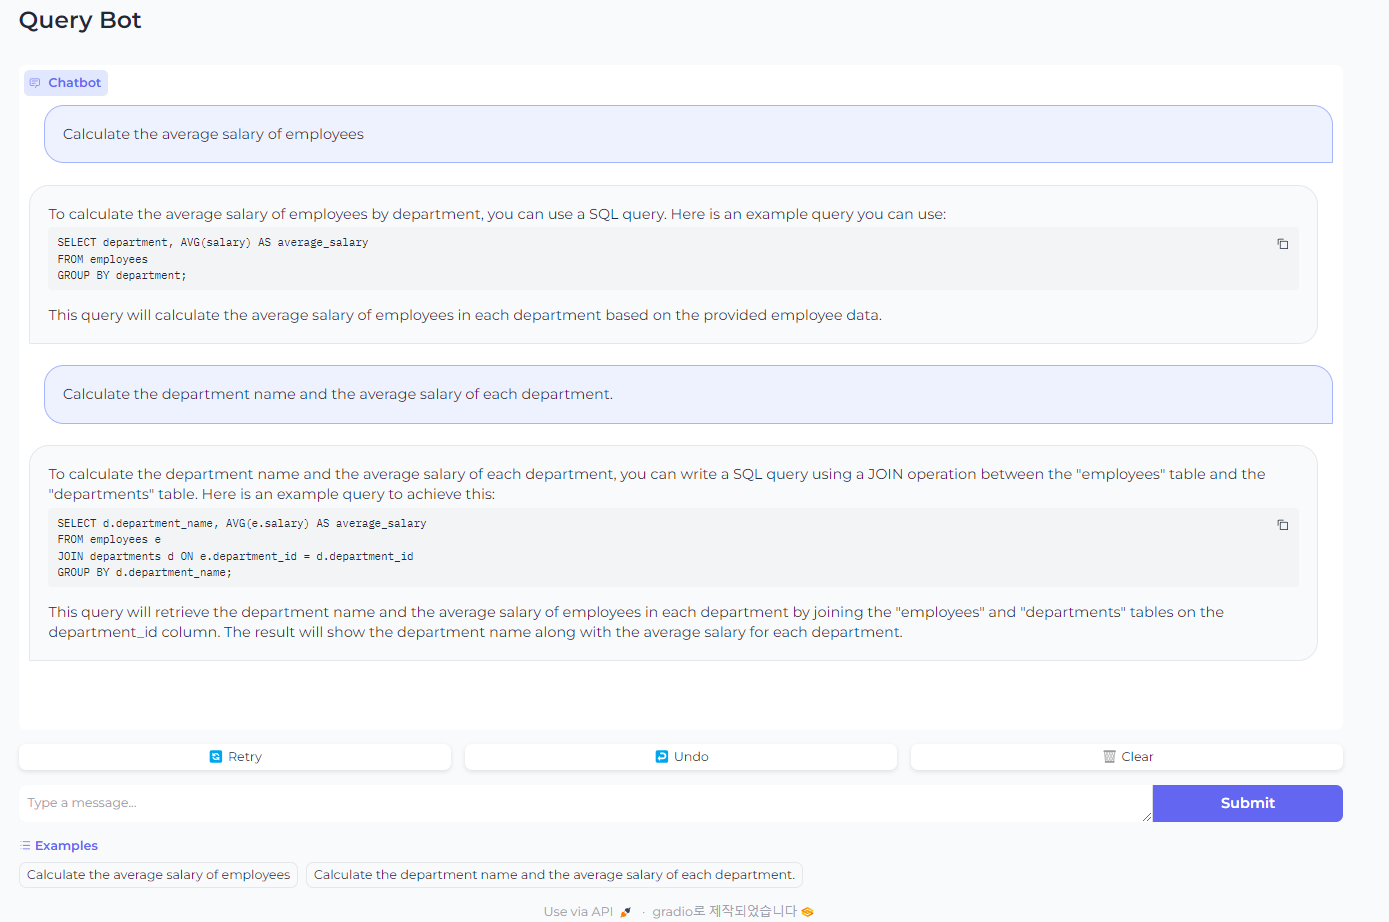 Query Bot
Chatbot
Calculate the average salary of employees
To calculate the average salary of employees by department, you can use a SQL query. Here is an example query you can use:
SELECT department, AVG(salary) AS average_salary
FROM employees
GROUP BY department;
This query will calculate the average salary of employees in each department based on the provided employee data.
Calculate the department name and the average salary of each department.
To calculate the department name and the average salary of each department, you can write a SQL query using a JOIN operation between the "employees" table and the
"departments" table. Here is an example query to achieve this:
SELECT d.department_name, AVG(e.salary) AS average_salary
FROM employees e
JOIN departments d ON e.department_id = d.department_id
GROUP BY d.department_name;
This query will retrieve the department name and the average salary of employees in each department by joining the "employees" and "departments" tables on the
department_id column. The result will show the department name along with the average salary for each department.
Retry Undo Clear
Type a message... Submit
Examples
Calculate the average salary of employees Calculate the department name and the average salary of each department.
Use via API · gradio로 제작되었습니다